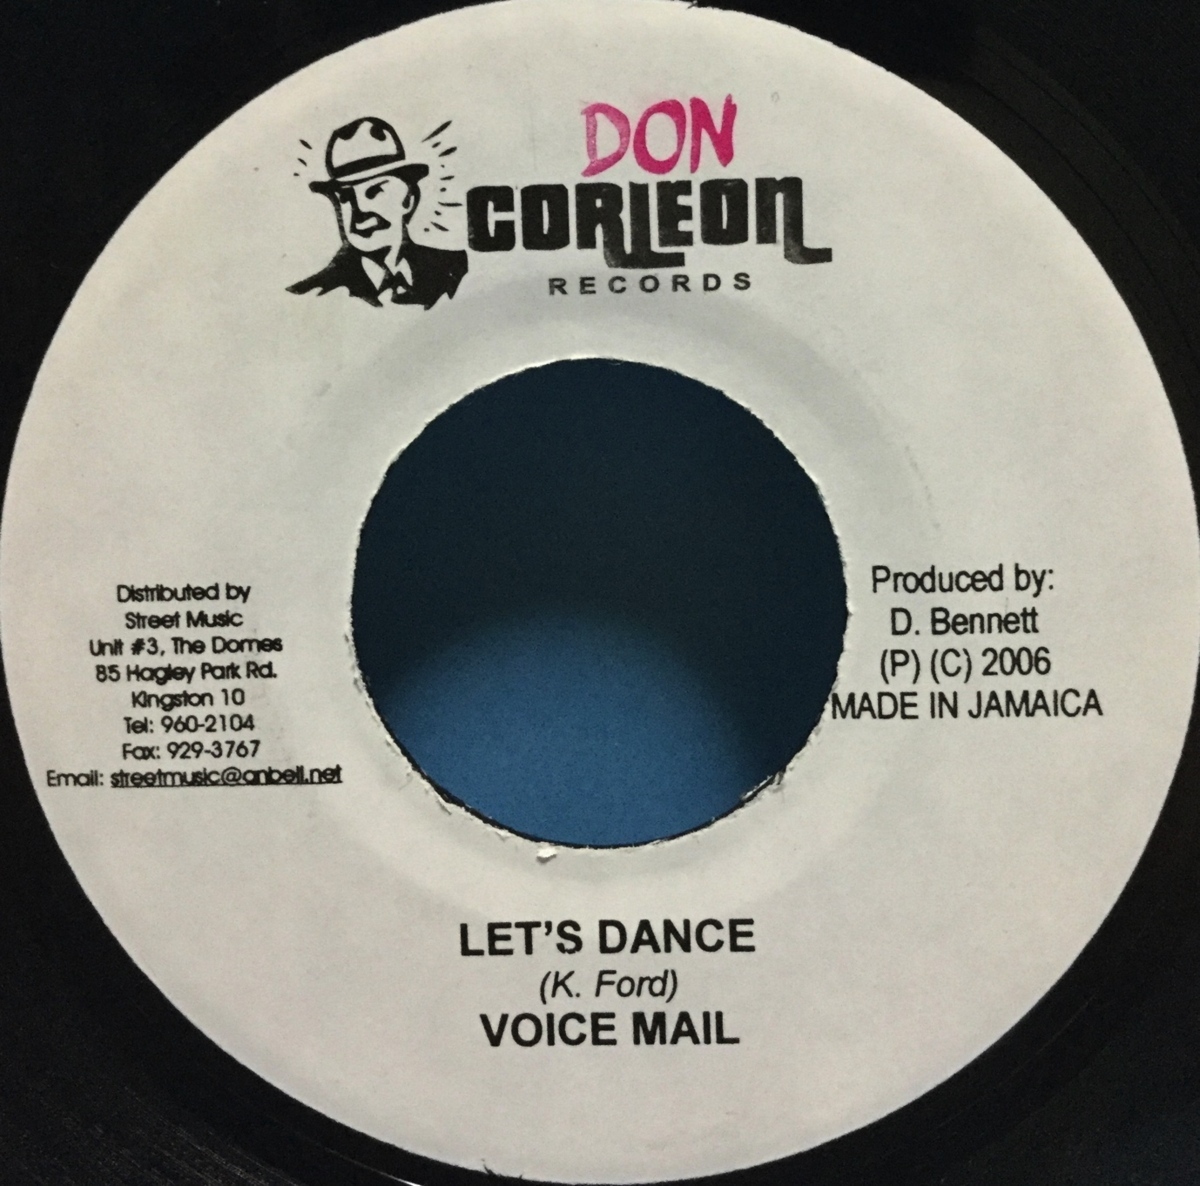 DON
CORLEON
RECORDS
Distributed by
Street Music
Unit #3, The Domes
85 Hagley Park Rd.
Kingston 10
Tel: 960-2104
Fax: 929-3767
Email: streetmusic@anbell.net
Produced by:
D. Bennett
(P) (C) 2006
MADE IN JAMAICA
LET'S DANCE
(K. Ford)
VOICE MAIL